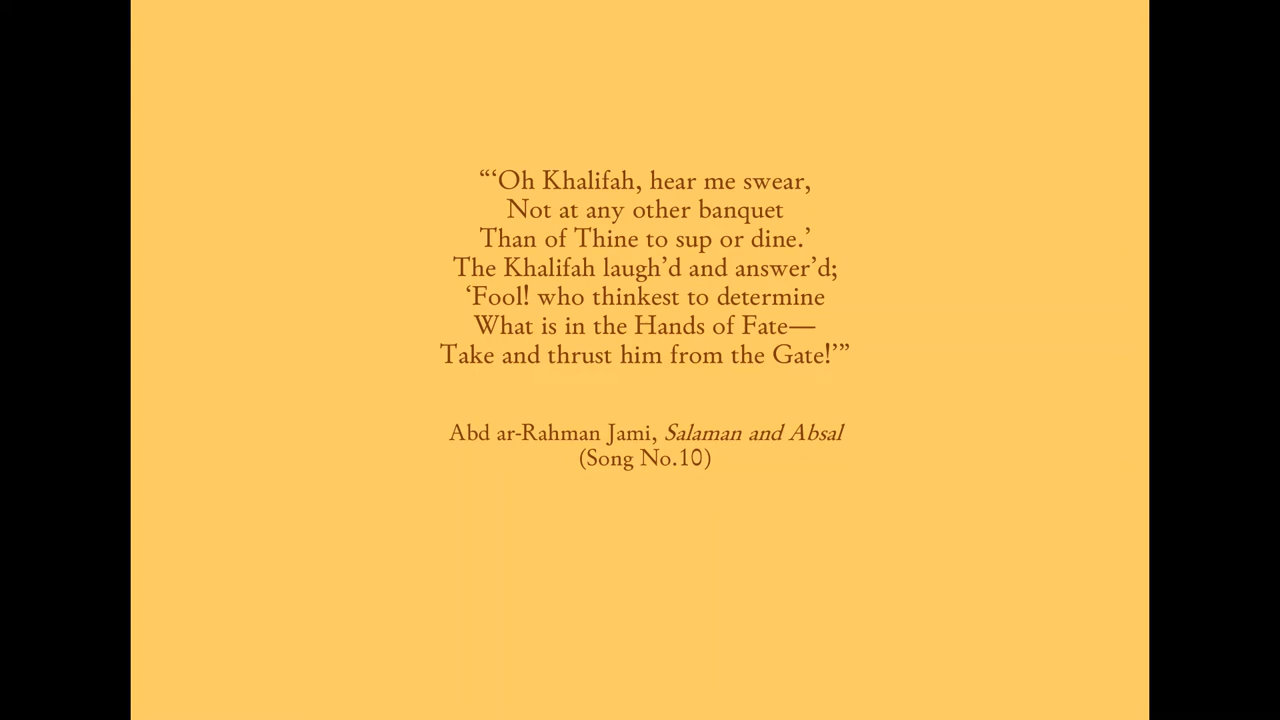 “‘Oh Khalifah, hear me swear,
Not at any other banquet
Than of Thine to sup or dine.’
The Khalifah laugh’d and answer’d;
‘Fool! who thinkest to determine
What is in the Hands of Fate—
Take and thrust him from the Gate!’”
Abd ar-Rahman Jami, Salaman and Absal
(Song No.10)